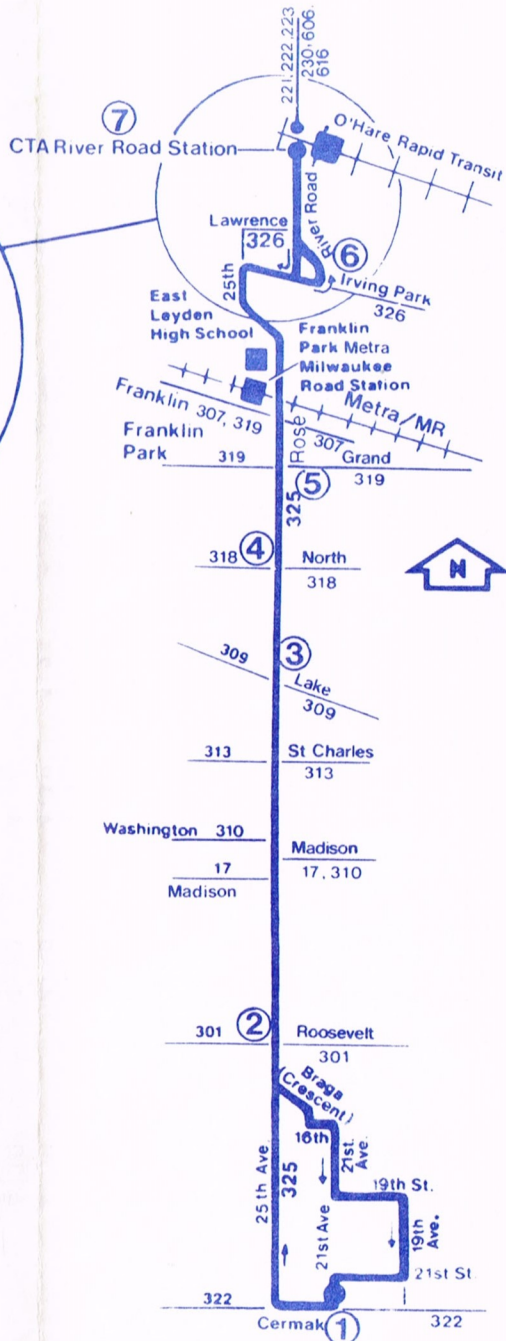 221,222,223
230,606,
616
⑦
CTA River Road Station
O'Hare Rapid Transit
River Road
Lawrence
326
⑥
25th
Irving Park
326
East
Leyden
High School
Franklin
Park Metra
Milwaukee
Road Station
Franklin 307, 319
307
Metra/MR
Franklin
Park
319
Rose
Grand
319
⑤
325
④
318
North
318
N
③
309
Lake
309
313
St Charles
313
Washington 310
Madison
17, 310
17
Madison
②
301
Roosevelt
301
Braga
(Crescent)
16th
21st.
Ave.
25th Ave
325
19th St.
21st Ave
19th
Ave.
21st St.
322
Cermak
①
322